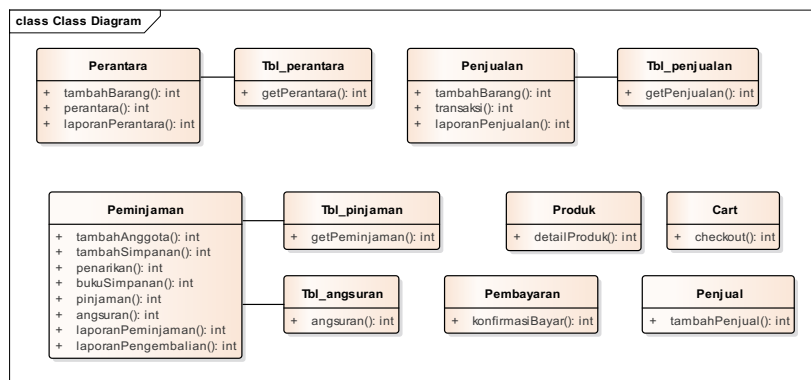 class Class Diagram
Perantara
+ tambahBarang(): int
+ perantara(): int
+ laporanPerantara(): int
Tbl_perantara
+ getPerantara(): int
Penjualan
+ tambahBarang(): int
+ transaksi(): int
+ laporanPenjualan(): int
Tbl_penjualan
+ getPenjualan(): int
Peminjaman
+ tambahAnggota(): int
+ tambahSimpanan(): int
+ penarikan(): int
+ bukuSimpanan(): int
+ pinjaman(): int
+ angsuran(): int
+ laporanPeminjaman(): int
+ laporanPengembalian(): int
Tbl_pinjaman
+ getPeminjaman(): int
Produk
+ detailProduk(): int
Cart
+ checkout(): int
Tbl_angsuran
+ angsuran(): int
Pembayaran
+ konfirmasiBayar(): int
Penjual
+ tambahPenjual(): int